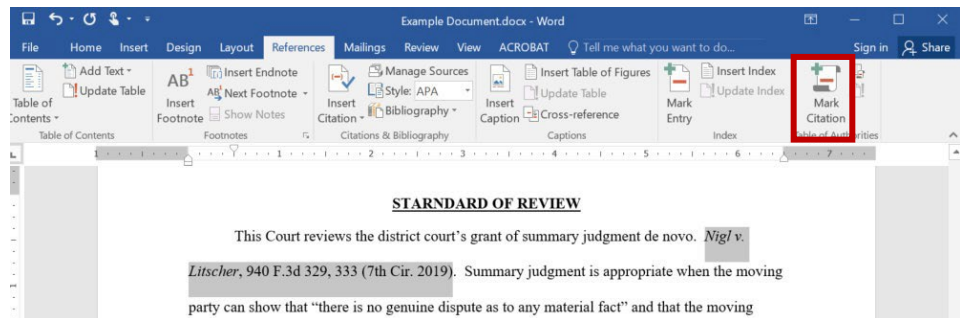 Example Document.docx - Word
File Home Insert Design Layout References Mailings Review View ACROBAT Tell me what you want to do... Sign in Share
Table of Contents
Add Text
Update Table
Table of Contents
AB1
Insert Footnote
Insert Endnote
AB1 Next Footnote
Show Notes
Footnotes
Insert Citation
Manage Sources
Style: APA
Bibliography
Citations & Bibliography
Insert Caption
Insert Table of Figures
Update Table
Cross-reference
Captions
Mark Entry
Insert Index
Update Index
Index
Mark Citation
Table of Authorities
1 1 2 3 4 5 6 7
STARNDARD OF REVIEW
This Court reviews the district court’s grant of summary judgment de novo. Nigl v.
Litscher, 940 F.3d 329, 333 (7th Cir. 2019). Summary judgment is appropriate when the moving
party can show that “there is no genuine dispute as to any material fact” and that the moving